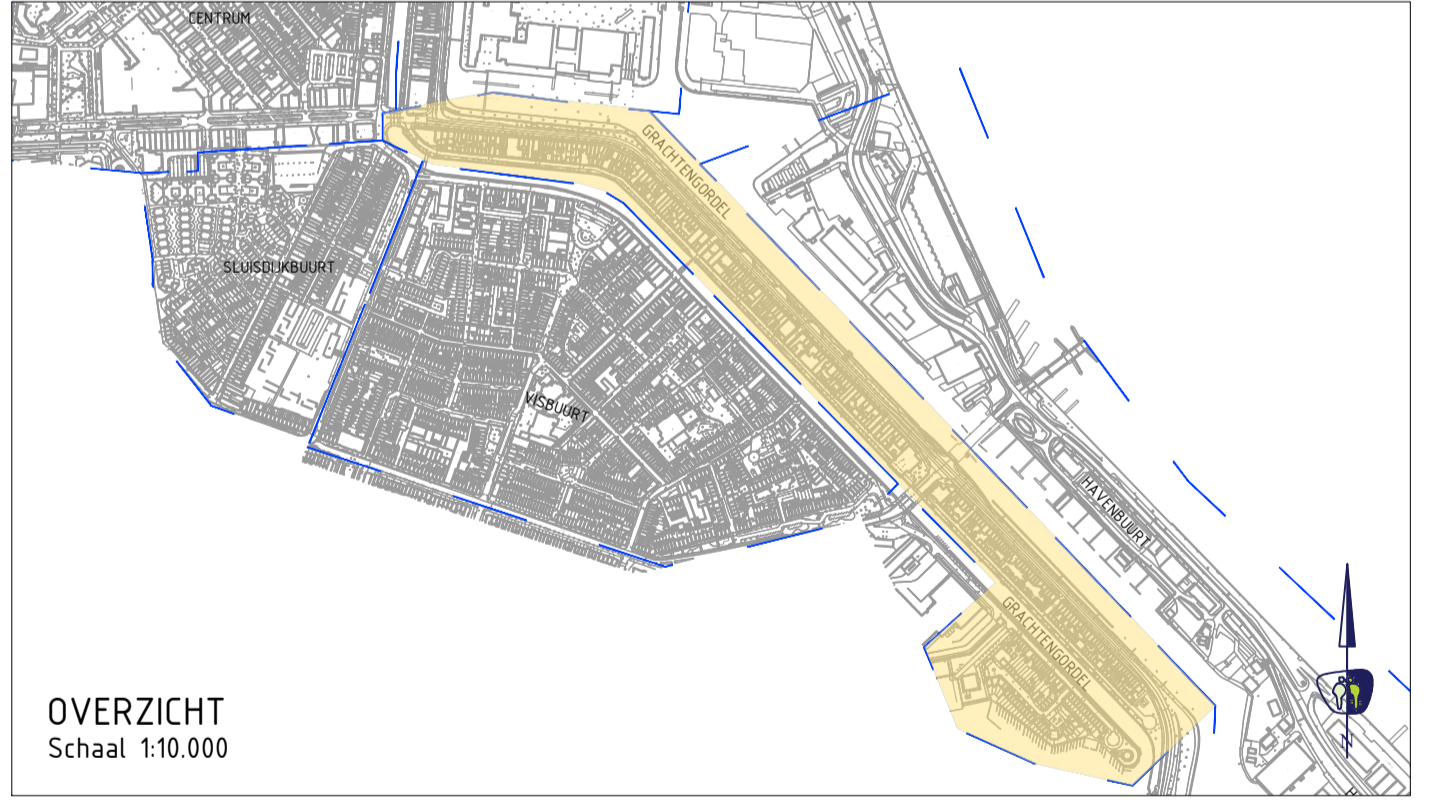 CENTRUM
GRACHTENGORDEL
SLUISDIJKBUURT
VISBUURT
HAVENBUURT
GRACHTENGORDEL
OVERZICHT
Schaal 1:10.000
N